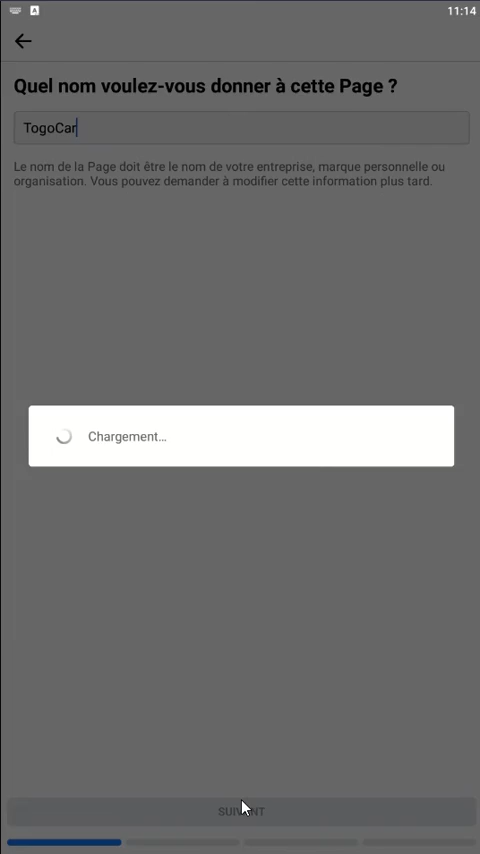 11:14
Quel nom voulez-vous donner à cette Page ?
TogoCar
Le nom de la Page doit être le nom de votre entreprise, marque personnelle ou
organisation. Vous pouvez demander à modifier cette information plus tard.
Chargement...
SUIVANT